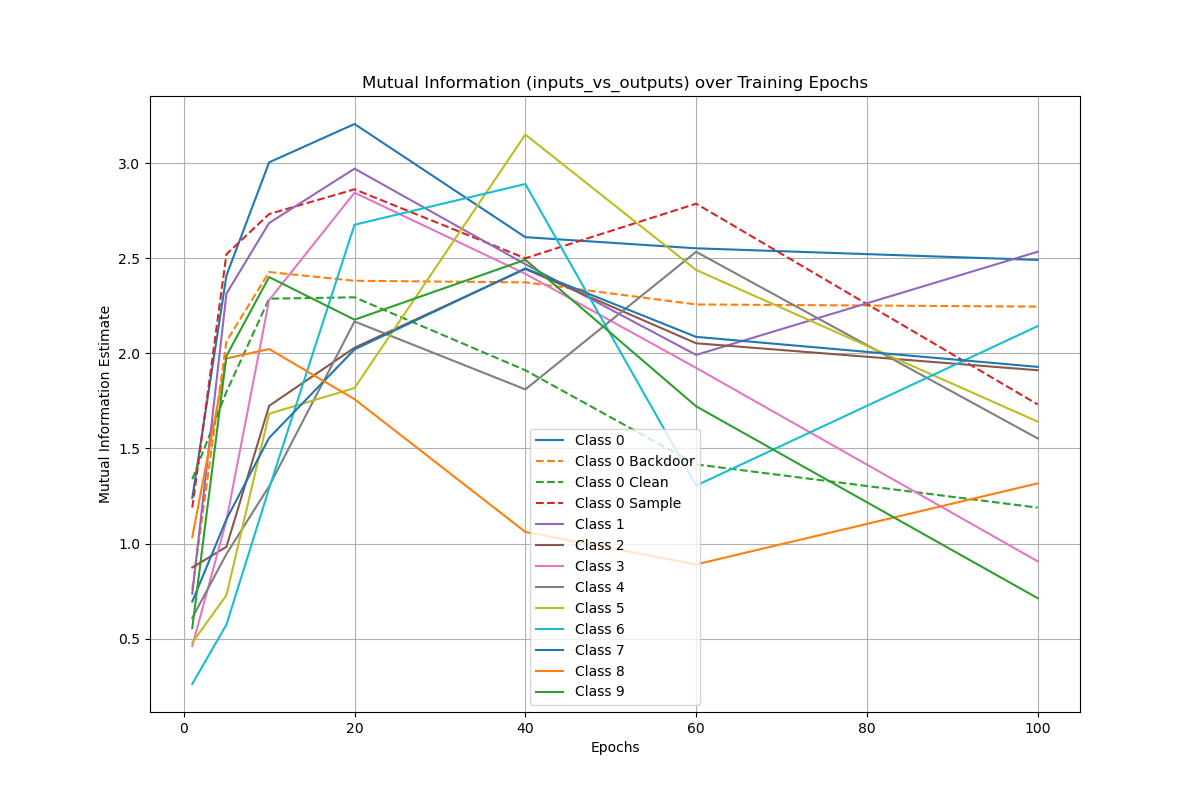 Mutual Information (inputs_vs_outputs) over Training Epochs
Mutual Information Estimate
3.0
2.5
2.0
1.5
1.0
0.5
Class 0
Class 0 Backdoor
Class 0 Clean
Class 0 Sample
Class 1
Class 2
Class 3
Class 4
Class 5
Class 6
Class 7
Class 8
Class 9
0 20 40 60 80 100
Epochs